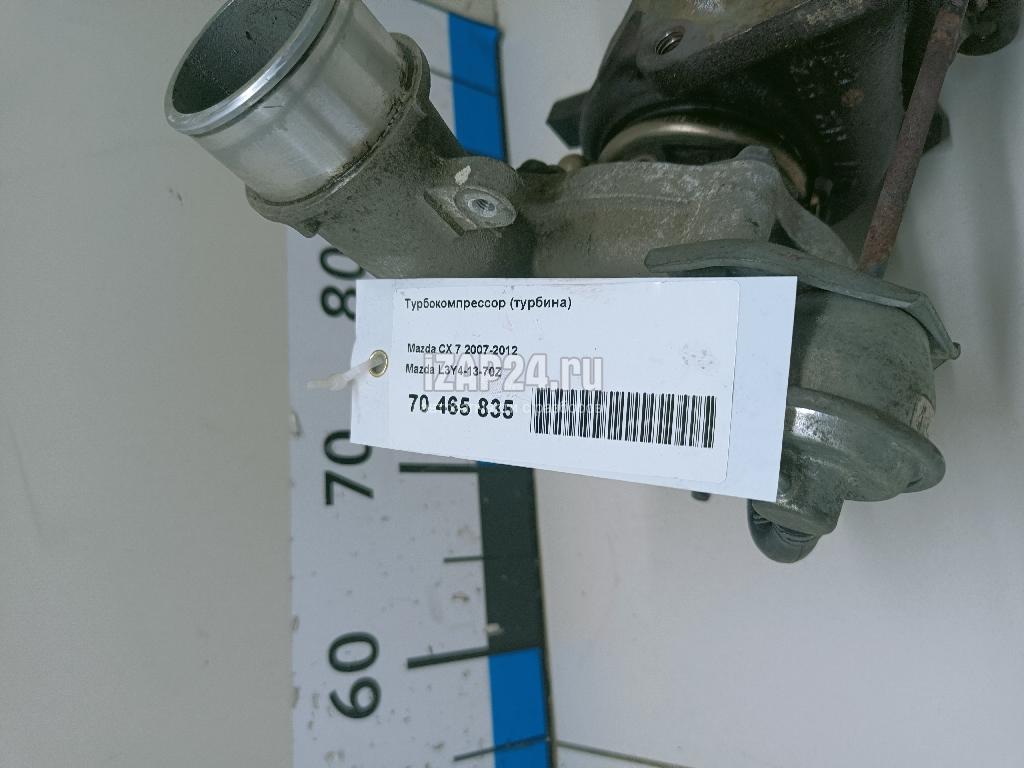 80
Турбокомпрессор (турбина)
Mazda CX 7 2007-2012
Mazda L3Y4-13-70Z
iZAP24.ru
70 465 835
70
60